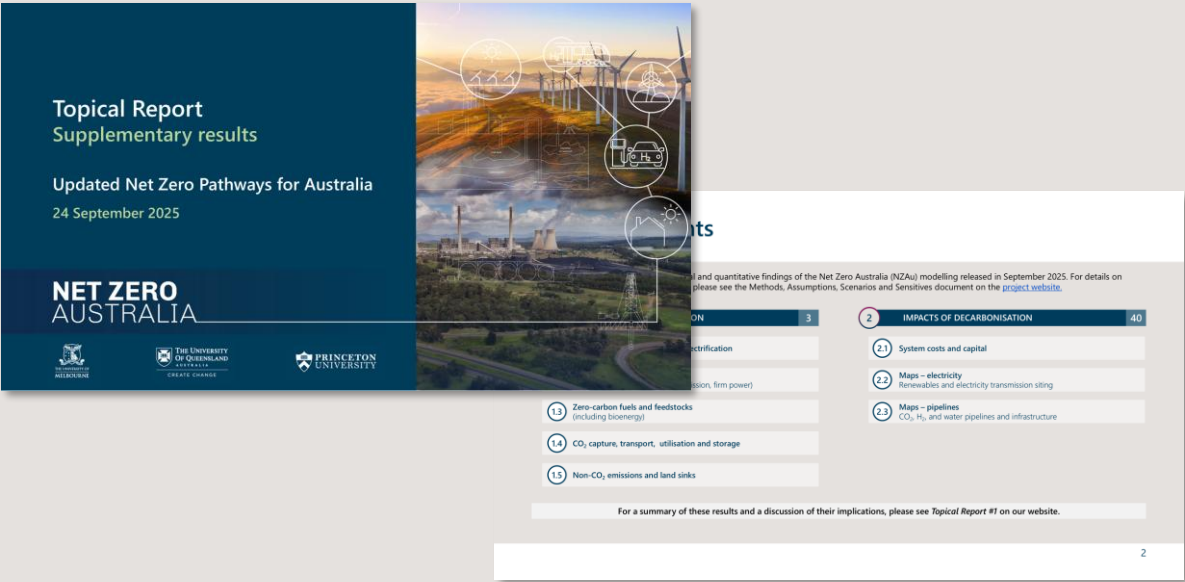 Topical Report
Supplementary results
Updated Net Zero Pathways for Australia
24 September 2025
NET ZERO
AUSTRALIA
THE UNIVERSITY OF
MELBOURNE
THE UNIVERSITY
OF QUEENSLAND
AUSTRALIA
CREATE CHANGE
PRINCETON
UNIVERSITY
H₂
H₂
nts
and quantitative findings of the Net Zero Australia (NZAu) modelling released in September 2025. For details on
please see the Methods, Assumptions, Scenarios and Sensitives document on the project website.
ON 3
ectrification
ssion, firm power)
1.3 Zero-carbon fuels and feedstocks
(including bioenergy)
1.4 CO₂ capture, transport, utilisation and storage
1.5 Non-CO₂ emissions and land sinks
2 IMPACTS OF DECARBONISATION 40
2.1 System costs and capital
2.2 Maps – electricity
Renewables and electricity transmission siting
2.3 Maps – pipelines
CO₂, H₂, and water pipelines and infrastructure
For a summary of these results and a discussion of their implications, please see Topical Report #1 on our website.
2